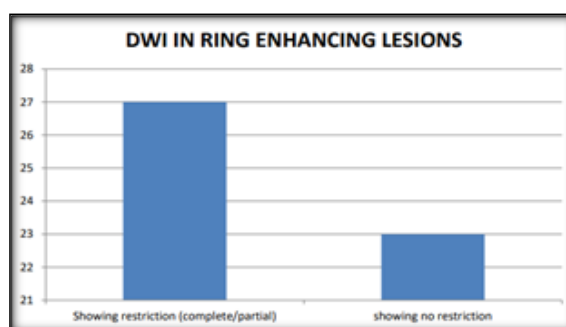 DWI IN RING ENHANCING LESIONS
28
27
26
25
24
23
22
21
Showing restriction (complete/partial)
showing no restriction